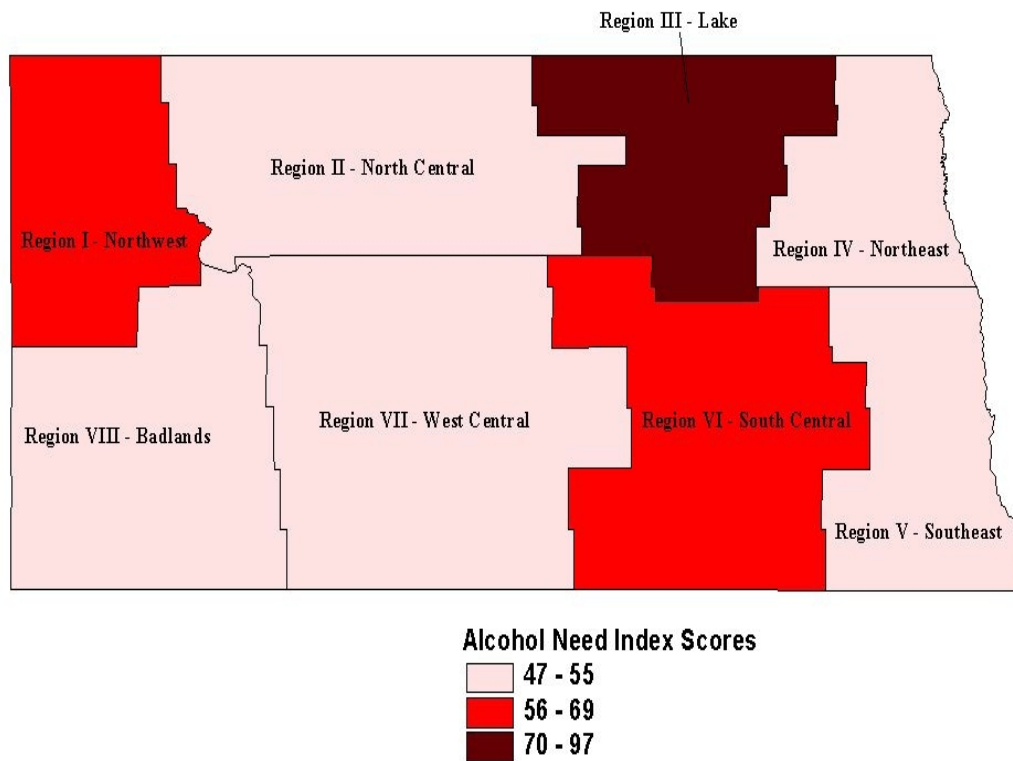 Region III - Lake
Region II - North Central
Region I - Northwest
Region IV - Northeast
Region VIII - Badlands
Region VII - West Central
Region VI - South Central
Region V - Southeast
Alcohol Need Index Scores
47 - 55
56 - 69
70 - 97